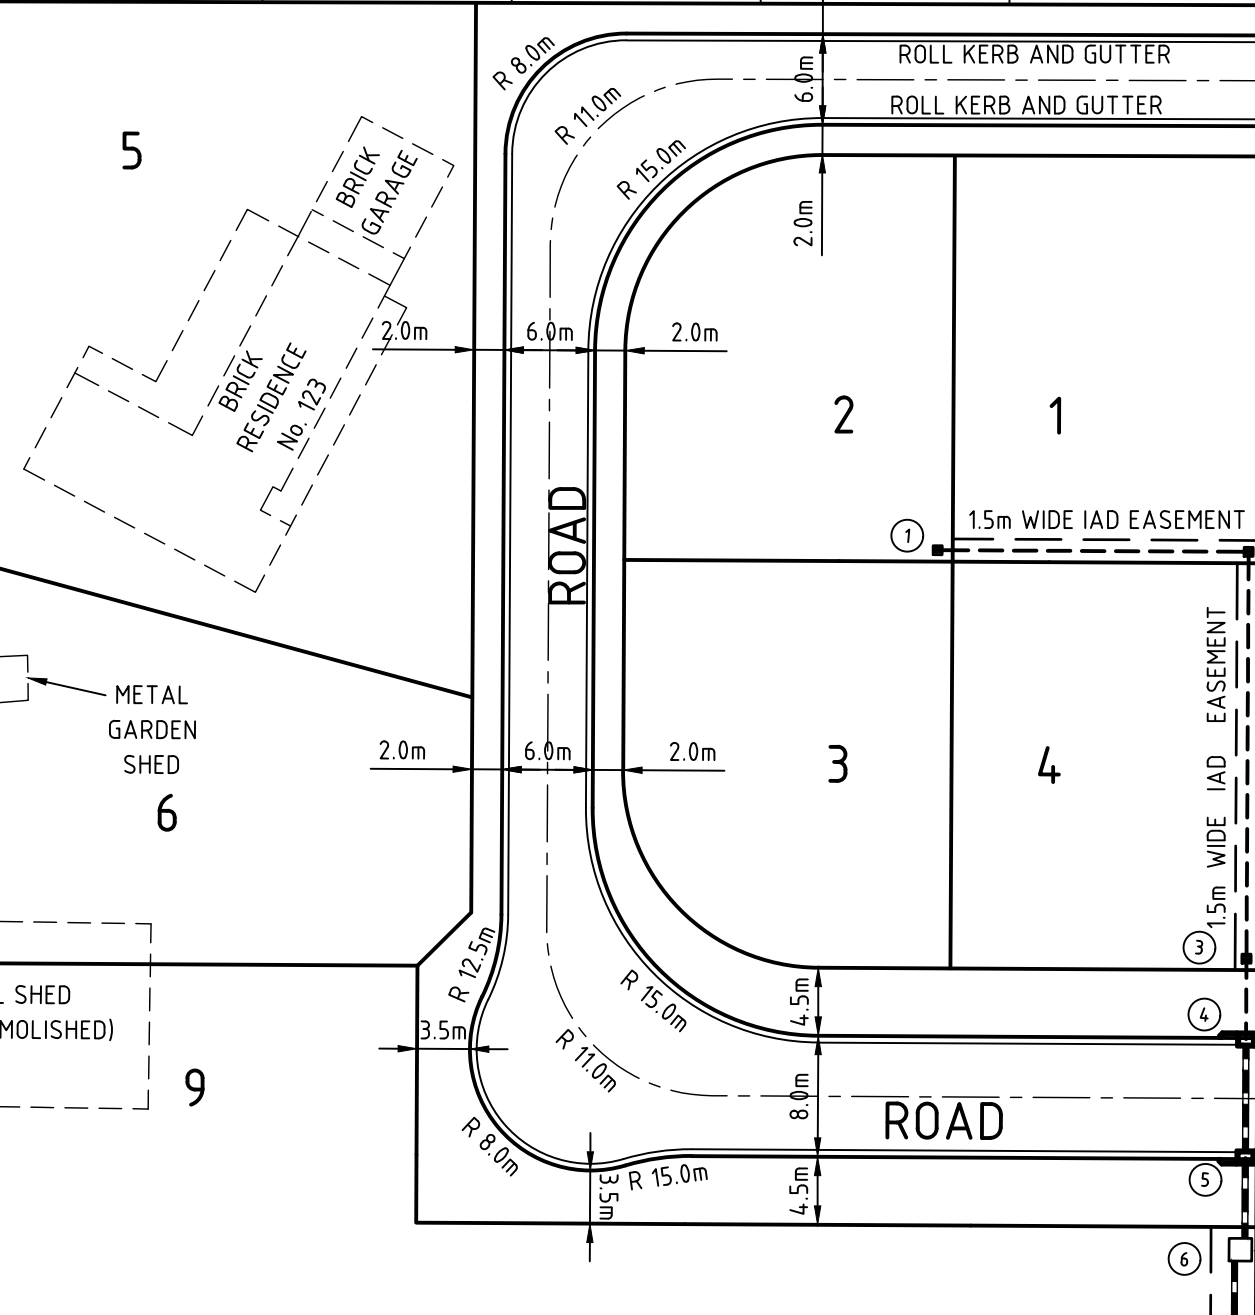 R 8.0m
ROLL KERB AND GUTTER
6.0m
R 11.0m
ROLL KERB AND GUTTER
5
BRICK
GARAGE
R 15.0m
2.0m
2.0m
6.0m
2.0m
BRICK
RESIDENCE
No. 123
2
1
ROAD
1
1.5m WIDE IAD EASEMENT
METAL
GARDEN
SHED
1.5m WIDE IAD EASEMENT
2.0m
6.0m
2.0m
3
4
6
R 12.5m
3
SHED
MOLISHED)
R 15.0m
4.5m
4
3.5m
R 11.0m
9
8.0m
ROAD
R 8.0m
3.5m
R 15.0m
4.5m
5
6